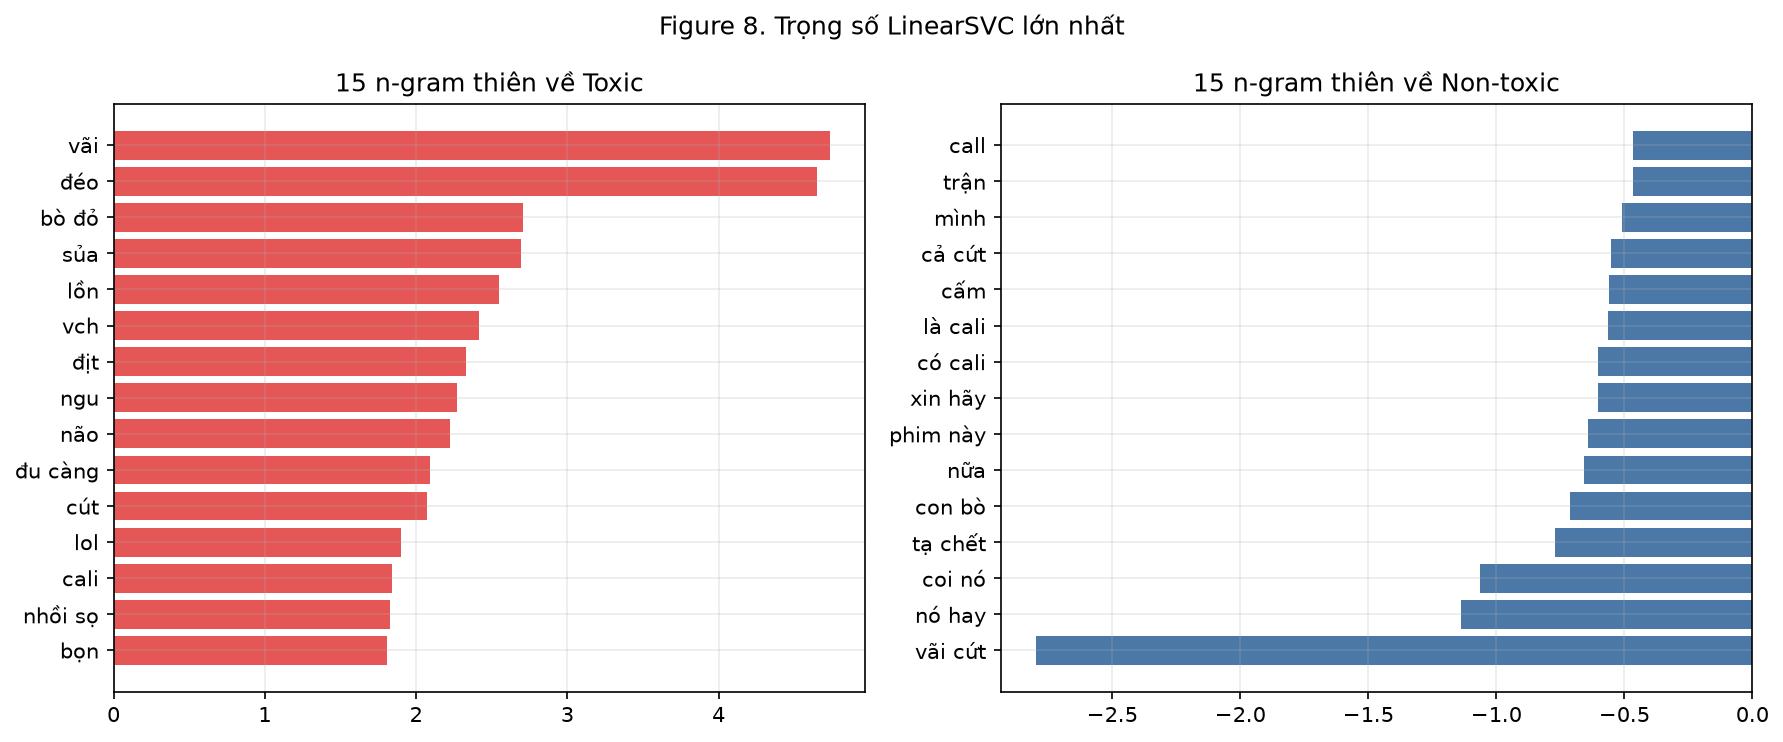 Figure 8. Trọng số LinearSVC lớn nhất
15 n-gram thiên về Toxic
vãi
đéo
bò đỏ
sủa
lồn
vch
địt
ngu
não
đu càng
cút
lol
cali
nhồi sọ
bọn
0 1 2 3 4
15 n-gram thiên về Non-toxic
call
trận
mình
cả cứt
cấm
là cali
có cali
xin hãy
phim này
nữa
con bò
tạ chết
coi nó
nó hay
vãi cứt
−2.5 −2.0 −1.5 −1.0 −0.5 0.0